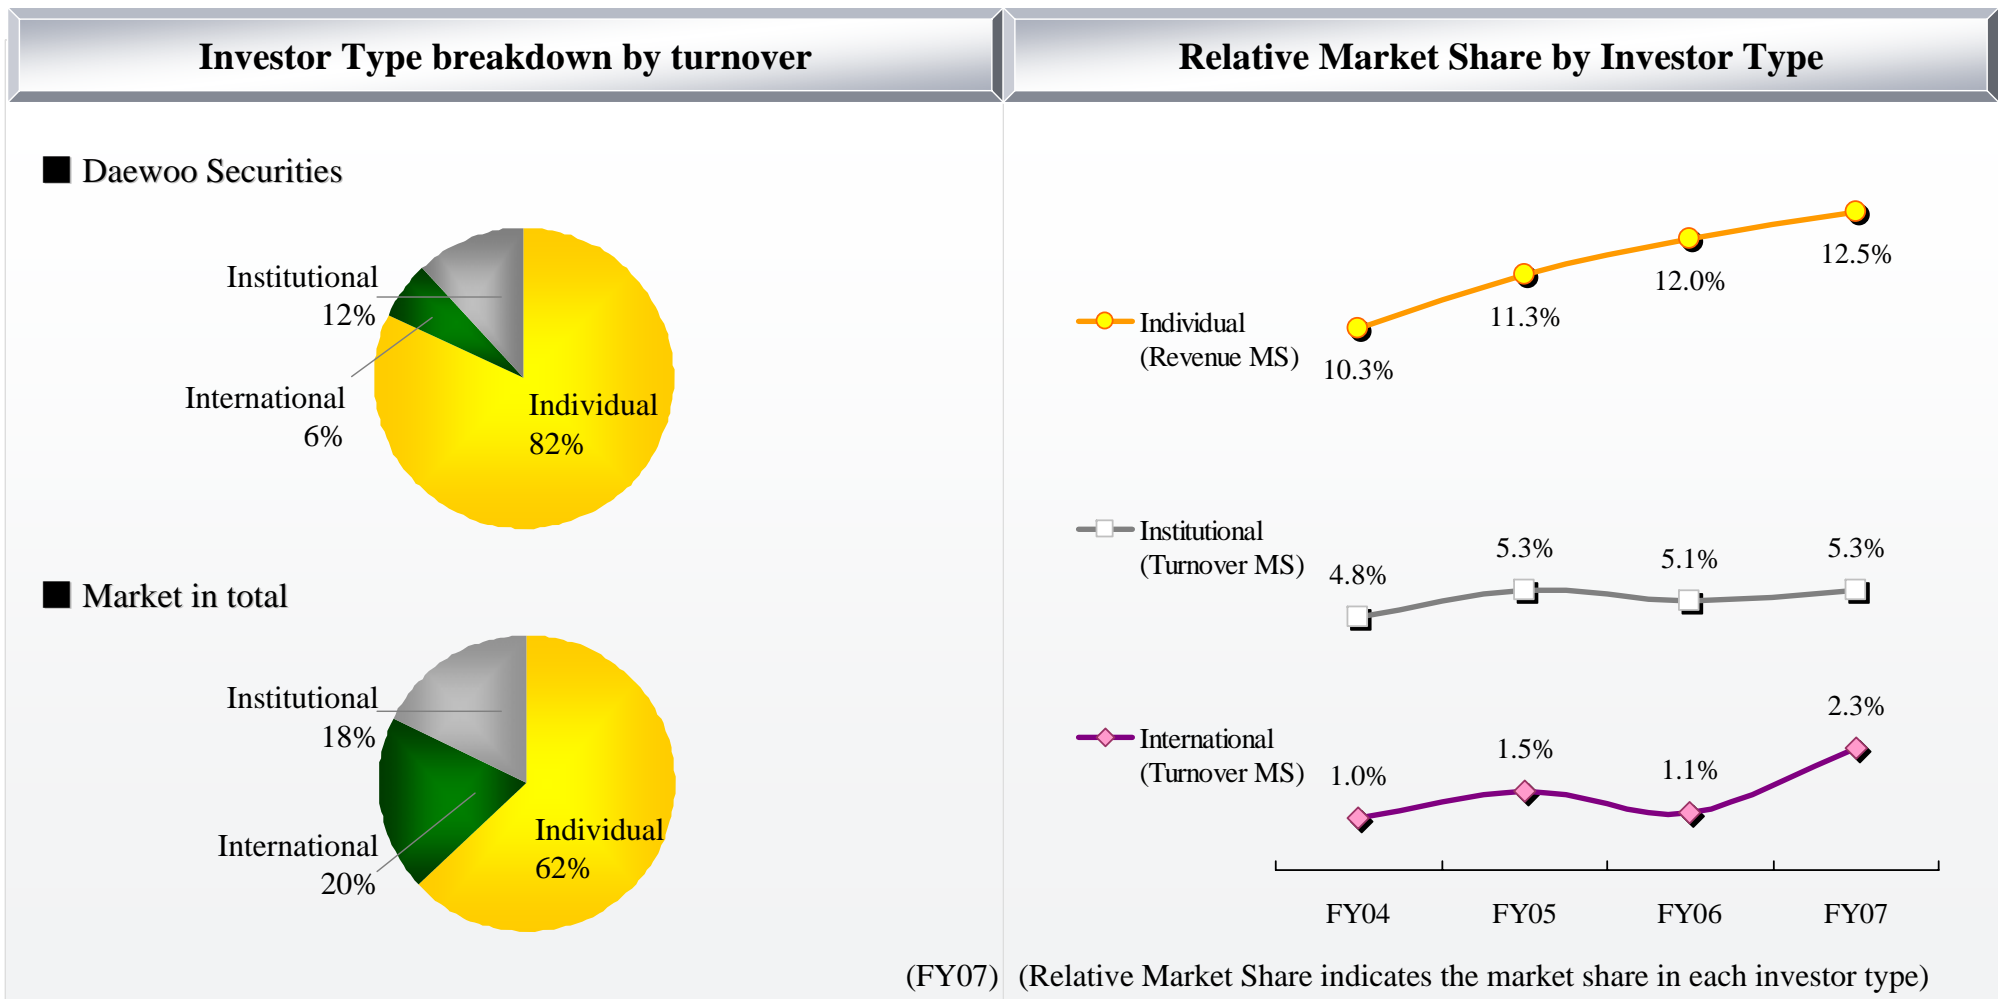 Investor Type breakdown by turnover
Daewoo Securities
Institutional
12%
International
6%
Individual
82%
Market in total
Institutional
18%
International
20%
Individual
62%
(FY07)
Relative Market Share by Investor Type
Individual
(Revenue MS)
10.3%
11.3%
12.0%
12.5%
Institutional
(Turnover MS)
4.8%
5.3%
5.1%
5.3%
International
(Turnover MS)
1.0%
1.5%
1.1%
2.3%
FY04 FY05 FY06 FY07
(Relative Market Share indicates the market share in each investor type)